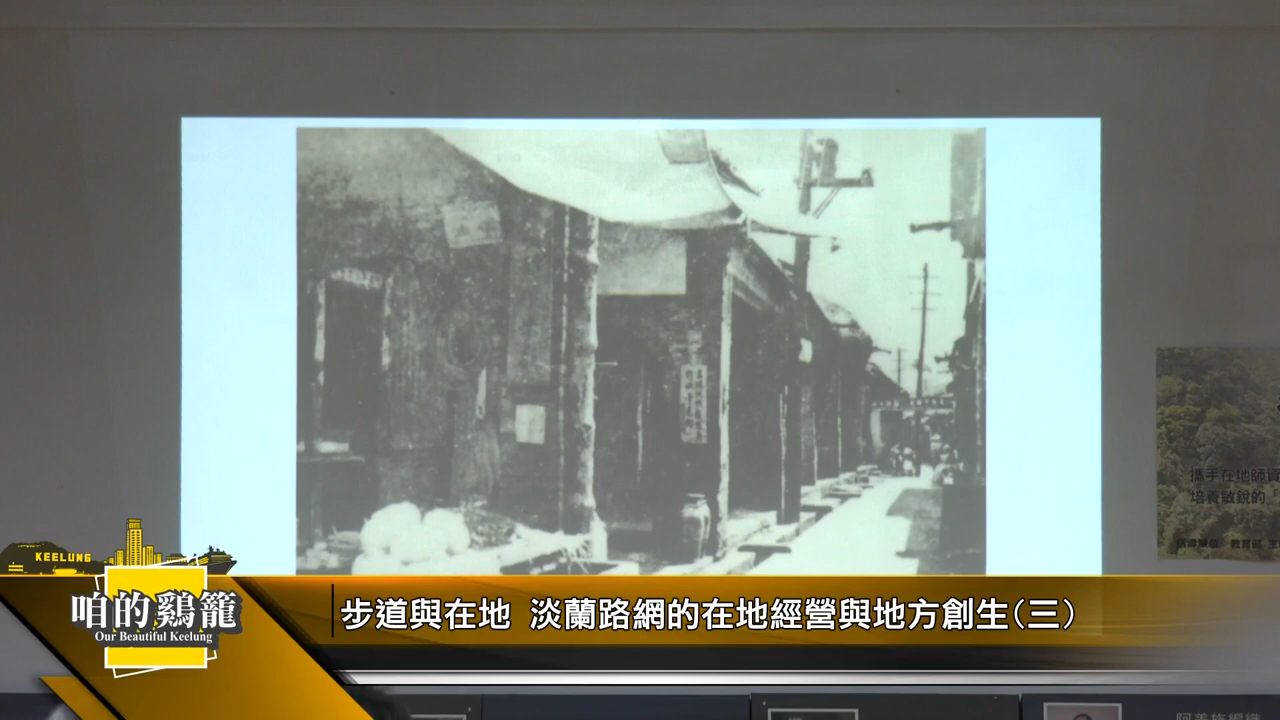 攜手在地師資
培養敏銳的
KEELUNG
咱的鷄籠
Our Beautiful Keelung
步道與在地 淡蘭路網的在地經營與地方創生(三)